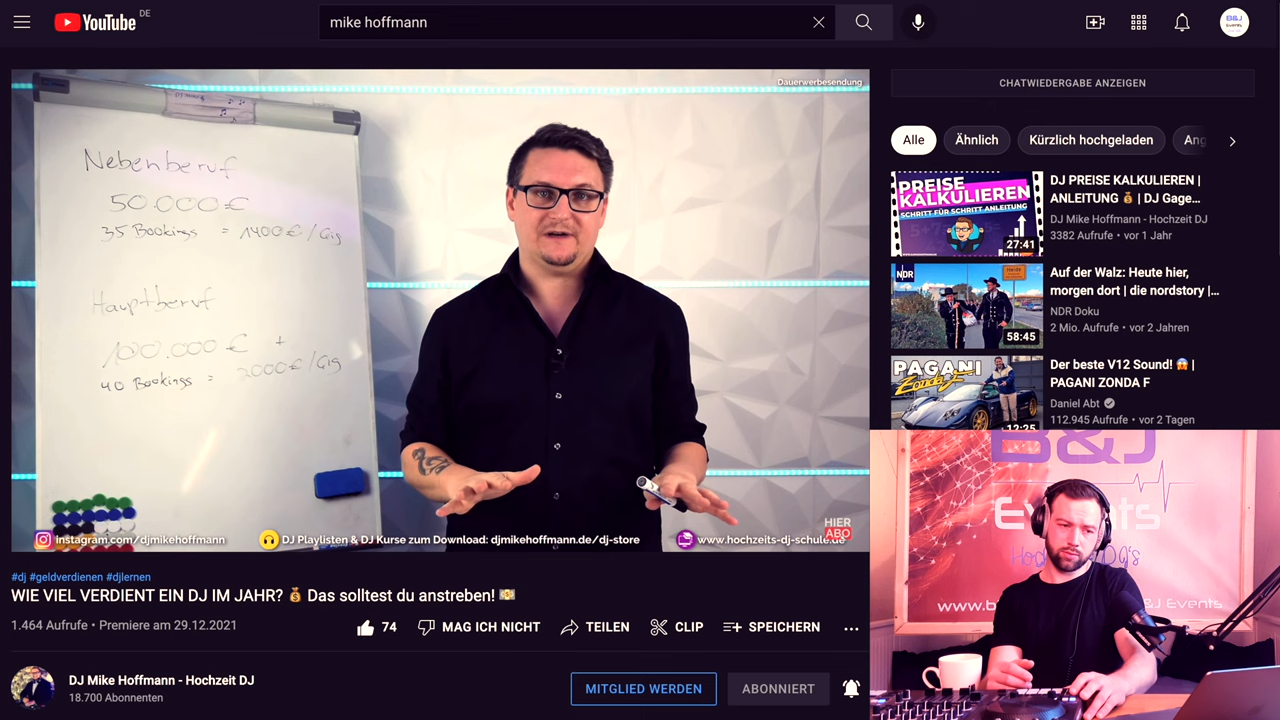 YouTube DE
mike hoffmann
B&J
Dauerwerbesendung
Nebenberuf
50.000€
35 Bookings = 1400€/Gig
Hauptberuf
100.000€ +
40 Bookings = 2000€/Gig
instagram.com/djmikehoffmann
DJ Playlisten & DJ Kurse zum Download: djmikehoffmann.de/dj-store
www.hochzeits-dj-schule.de
HIER
ABO
#dj #geldverdienen #djlernen
WIE VIEL VERDIENT EIN DJ IM JAHR? 💰 Das solltest du anstreben! 💴
1.464 Aufrufe • Premiere am 29.12.2021
74
MAG ICH NICHT
TEILEN
CLIP
SPEICHERN
DJ Mike Hoffmann - Hochzeit DJ
18.700 Abonnenten
MITGLIED WERDEN
ABONNIERT
CHATWIEDERGABE ANZEIGEN
Alle
Ähnlich
Kürzlich hochgeladen
Ang
PREISE
KALKULIEREN
SCHRITT FÜR SCHRITT ANLEITUNG
27:41
DJ PREISE KALKULIEREN |
ANLEITUNG 💰 | DJ Gage...
DJ Mike Hoffmann - Hochzeit DJ
3382 Aufrufe • vor 1 Jahr
NDR
58:45
Auf der Walz: Heute hier,
morgen dort | die nordstory |...
NDR Doku
2 Mio. Aufrufe • vor 2 Jahren
PAGANI
Zonda F
12:25
Der beste V12 Sound! 😱 |
PAGANI ZONDA F
Daniel Abt
112.945 Aufrufe • vor 2 Tagen
B&J
www.b
&J Events